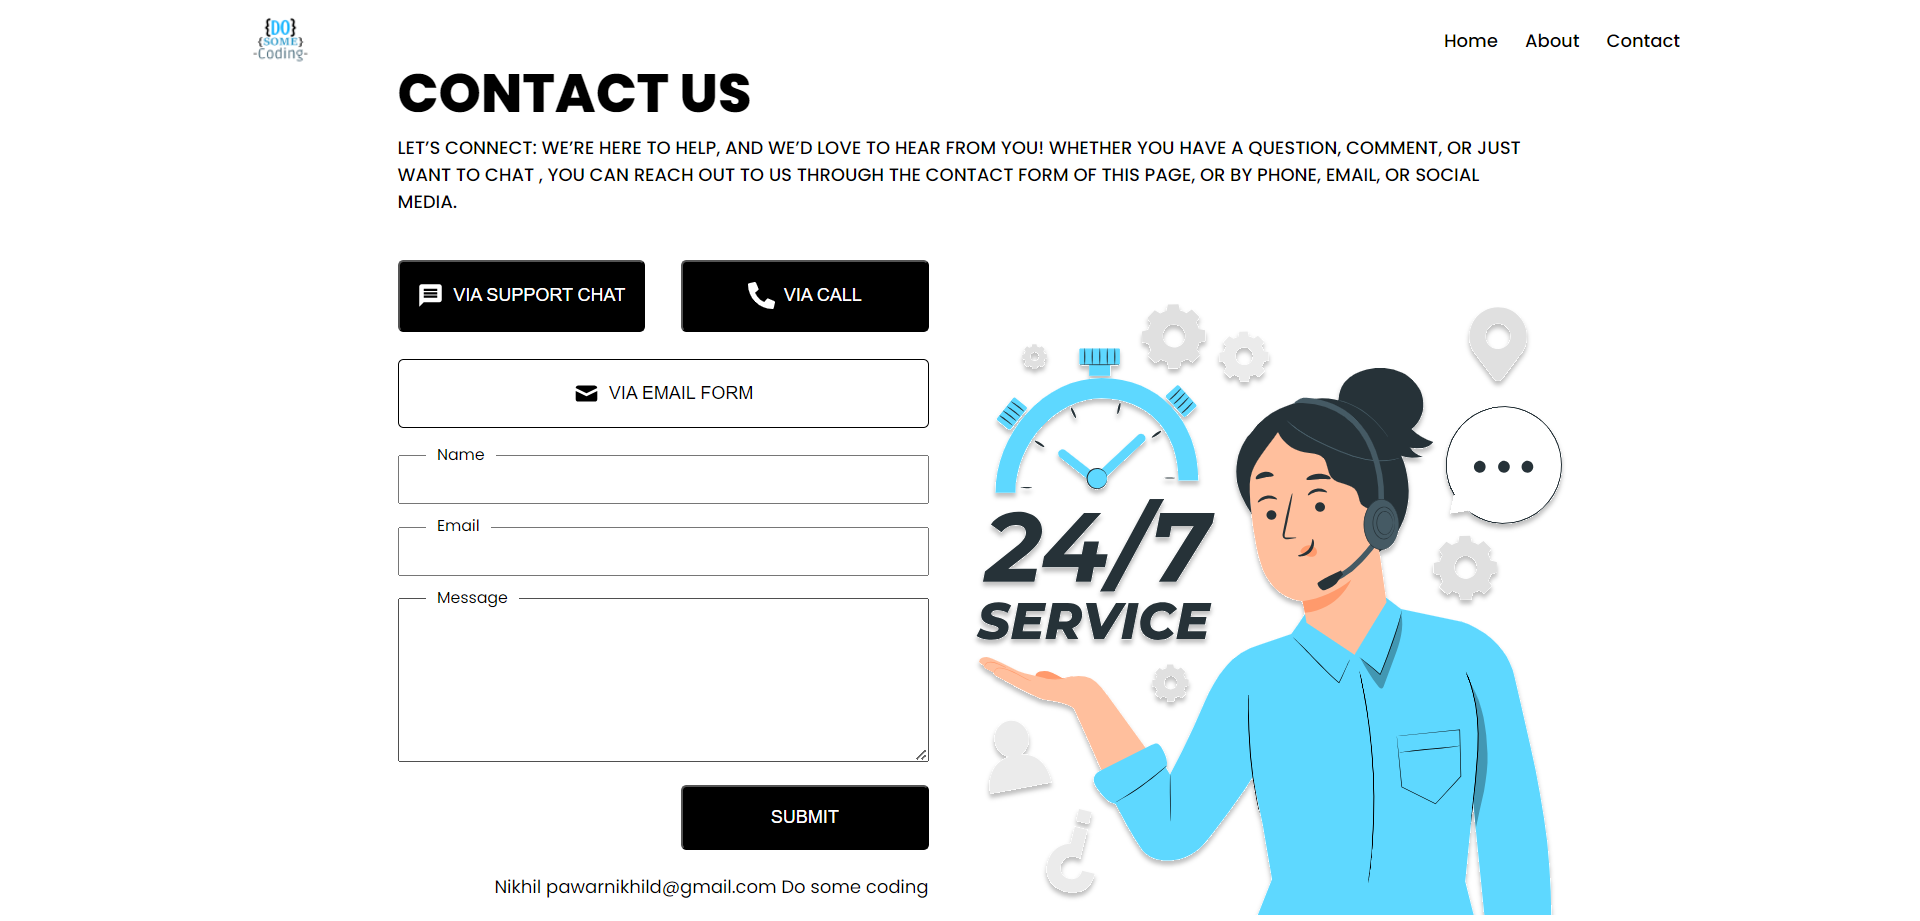 {DO}
{SOME}
-Coding-
Home About Contact
CONTACT US
LET’S CONNECT: WE’RE HERE TO HELP, AND WE’D LOVE TO HEAR FROM YOU! WHETHER YOU HAVE A QUESTION, COMMENT, OR JUST
WANT TO CHAT , YOU CAN REACH OUT TO US THROUGH THE CONTACT FORM OF THIS PAGE, OR BY PHONE, EMAIL, OR SOCIAL
MEDIA.
VIA SUPPORT CHAT VIA CALL
VIA EMAIL FORM
Name
Email
Message
SUBMIT
Nikhil pawarnikhild@gmail.com Do some coding
24/7
SERVICE